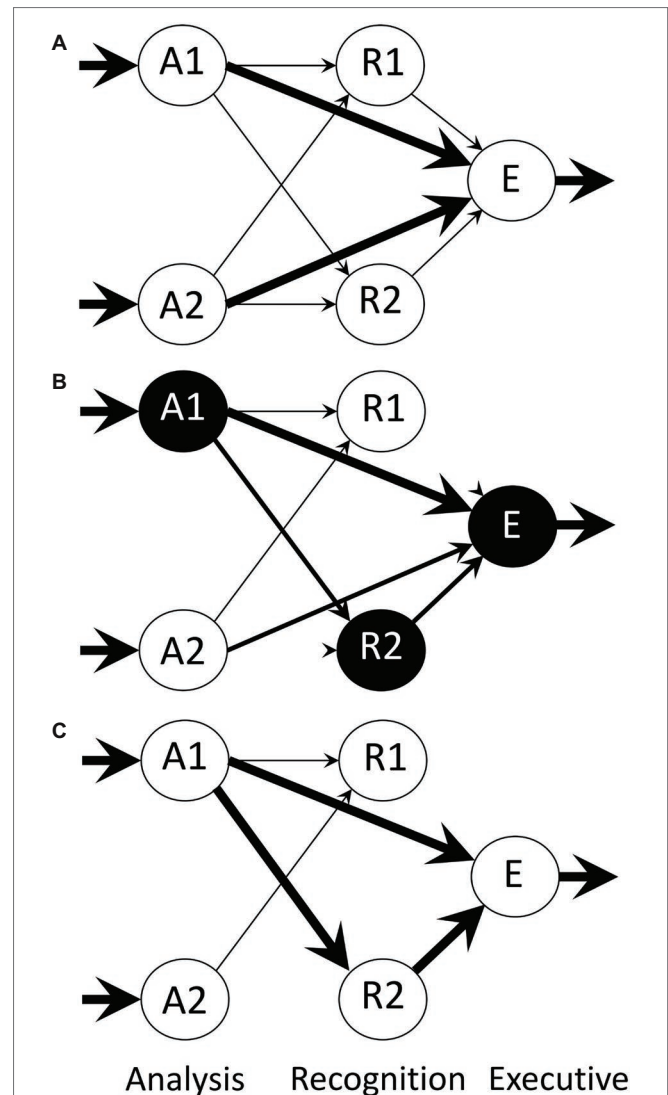 A
A1
R1
E
A2
R2
B
A1
R1
E
A2
R2
C
A1
R1
E
A2
R2
Analysis Recognition Executive